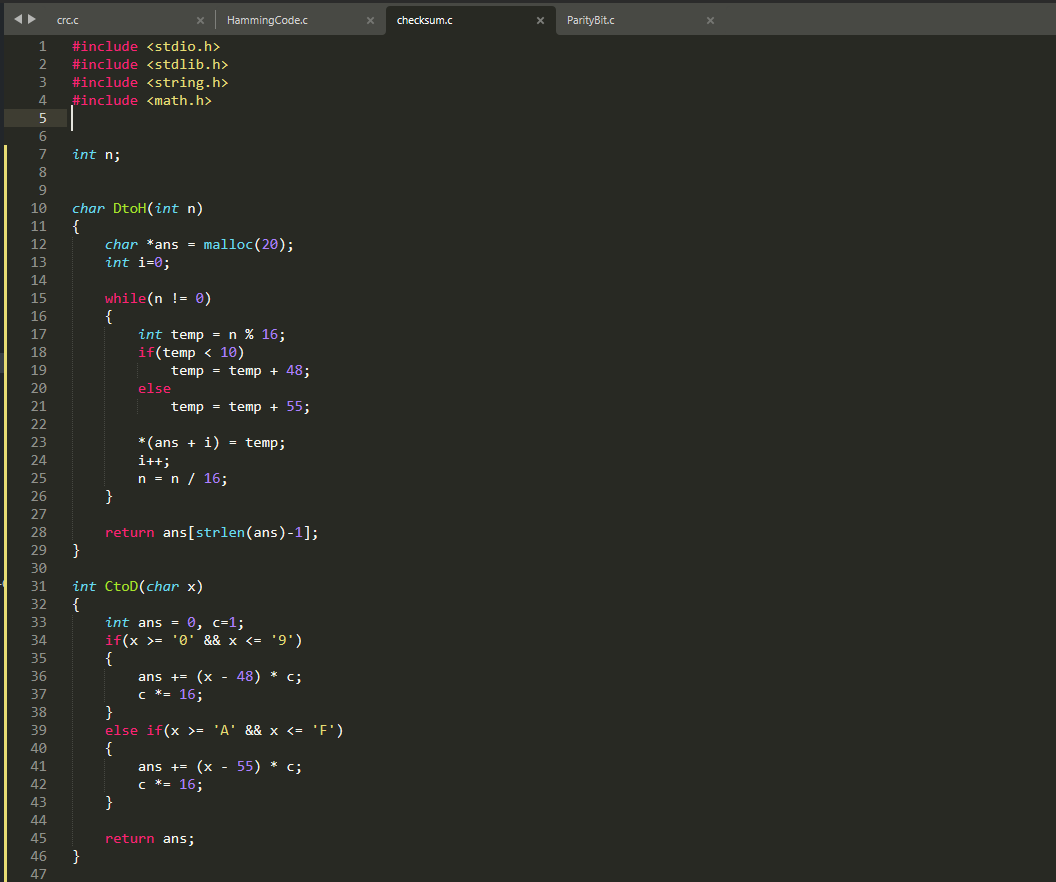 crc.c × HammingCode.c × checksum.c × ParityBit.c ×
1 #include <stdio.h>
2 #include <stdlib.h>
3 #include <string.h>
4 #include <math.h>
5
6
7 int n;
8
9
10 char DtoH(int n)
11 {
12     char *ans = malloc(20);
13     int i=0;
14
15     while(n != 0)
16     {
17         int temp = n % 16;
18         if(temp < 10)
19             temp = temp + 48;
20         else
21             temp = temp + 55;
22
23         *(ans + i) = temp;
24         i++;
25         n = n / 16;
26     }
27
28     return ans[strlen(ans)-1];
29 }
30
31 int CtoD(char x)
32 {
33     int ans = 0, c=1;
34     if(x >= '0' && x <= '9')
35     {
36         ans += (x - 48) * c;
37         c *= 16;
38     }
39     else if(x >= 'A' && x <= 'F')
40     {
41         ans += (x - 55) * c;
42         c *= 16;
43     }
44
45     return ans;
46 }
47